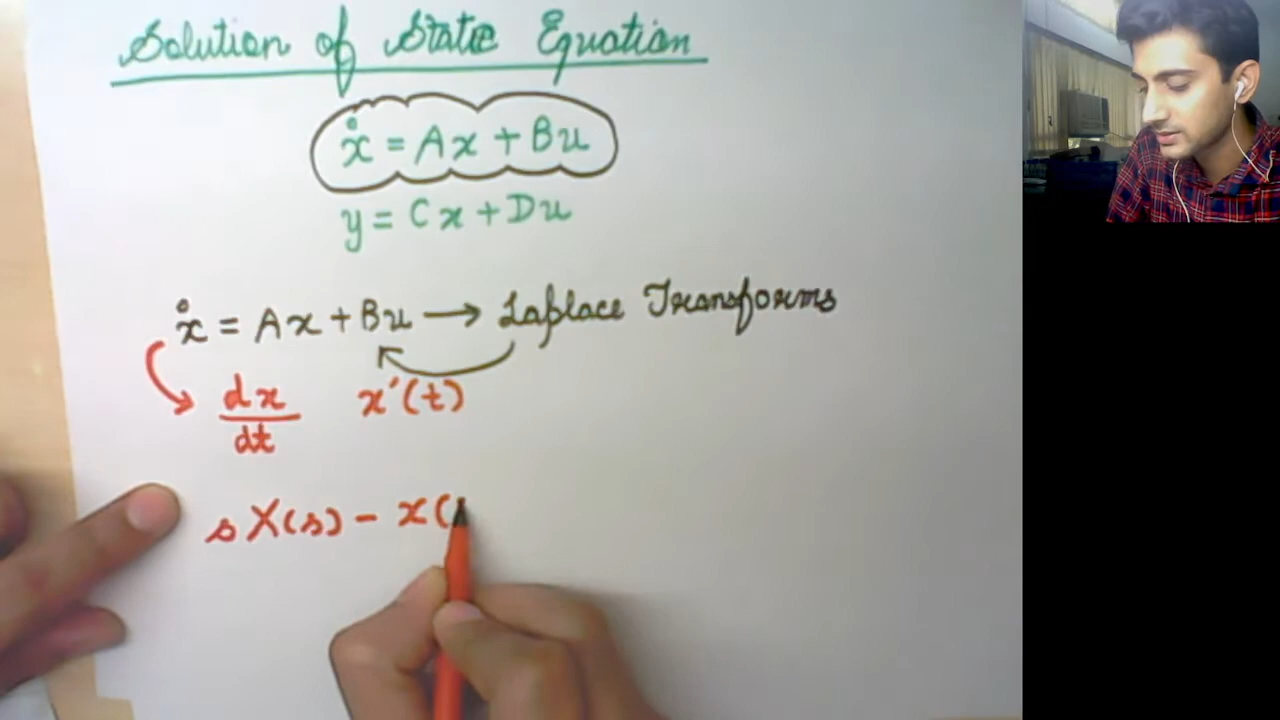 Solution of State Equation
ẋ = Ax + Bu
y = Cx + Du
ẋ = Ax + Bu → Laplace Transforms
dx/dt x'(t)
sX(s) - x(